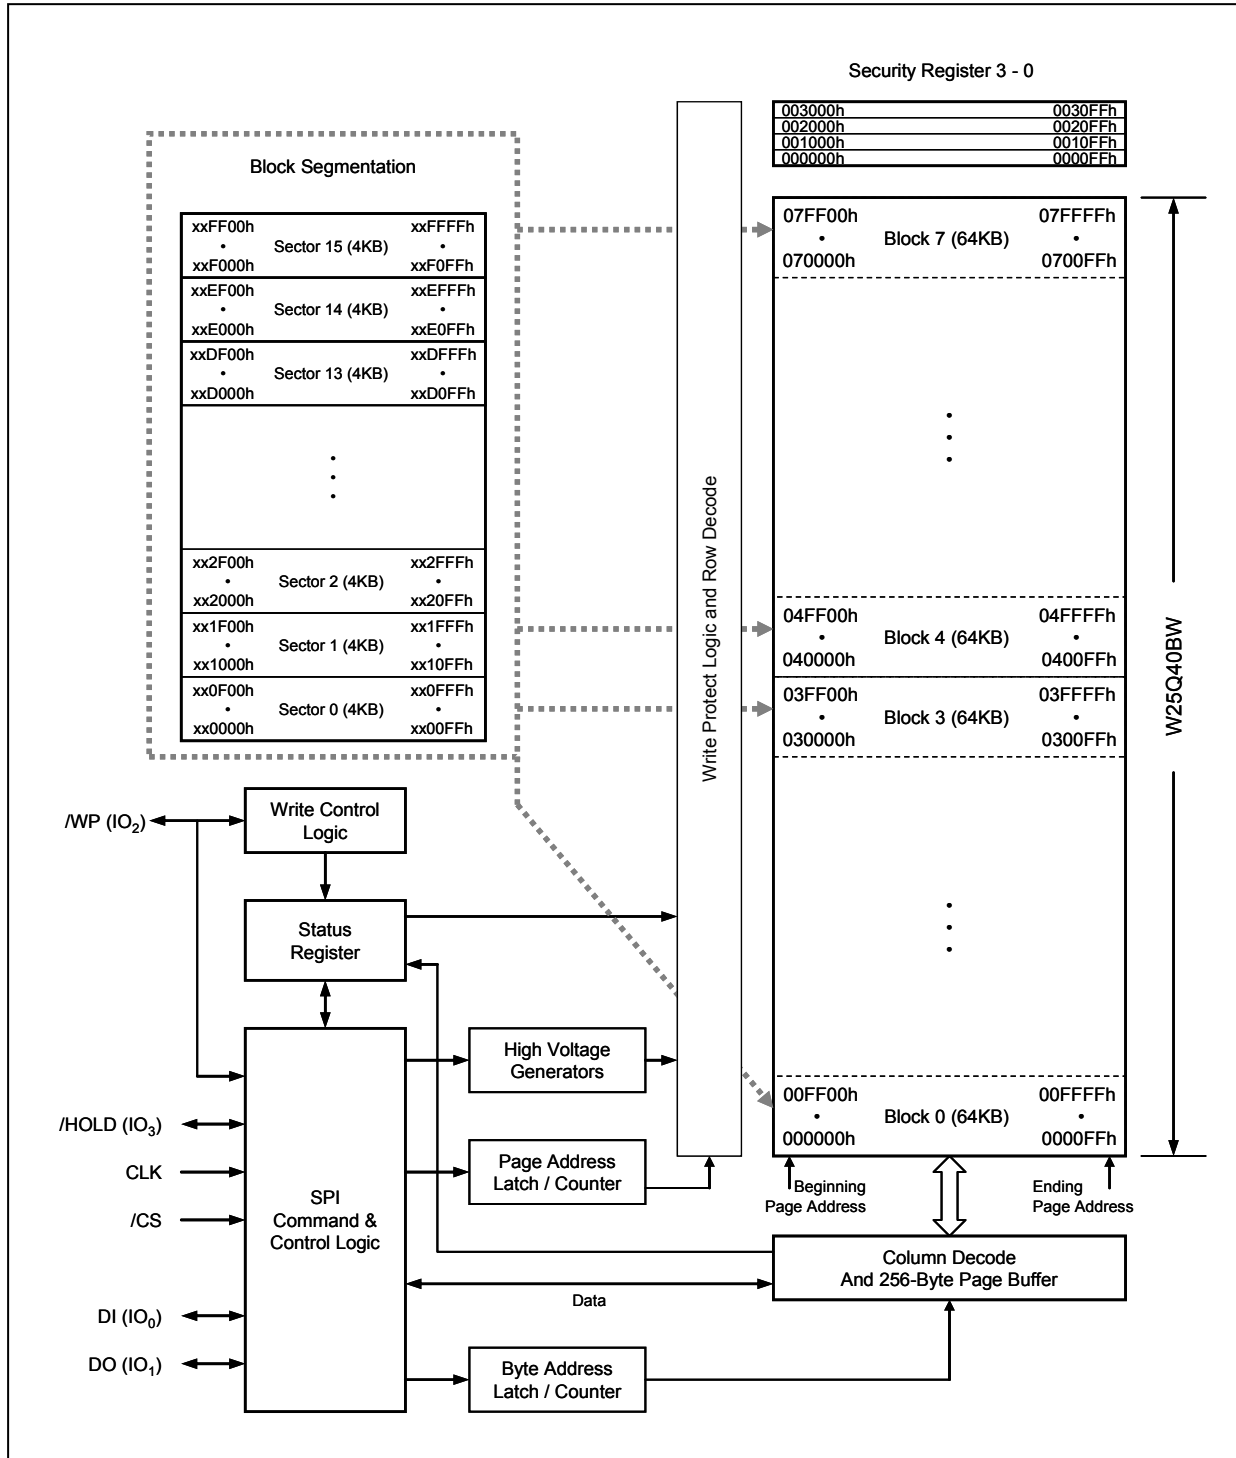 Security Register 3 - 0
003000h 0030FFh
002000h 0020FFh
001000h 0010FFh
000000h 0000FFh
Block Segmentation
xxFF00h xxFFFFh
Sector 15 (4KB)
xxF000h xxF0FFh
xxEF00h xxEFFFh
Sector 14 (4KB)
xxE000h xxE0FFh
xxDF00h xxDFFFh
Sector 13 (4KB)
xxD000h xxD0FFh
xx2F00h xx2FFFh
Sector 2 (4KB)
xx2000h xx20FFh
xx1F00h xx1FFFh
Sector 1 (4KB)
xx1000h xx10FFh
xx0F00h xx0FFFh
Sector 0 (4KB)
xx0000h xx00FFh
Write Protect Logic and Row Decode
07FF00h 07FFFFh
Block 7 (64KB)
070000h 0700FFh
04FF00h 04FFFFh
Block 4 (64KB)
040000h 0400FFh
03FF00h 03FFFFh
Block 3 (64KB)
030000h 0300FFh
00FF00h 00FFFFh
Block 0 (64KB)
000000h 0000FFh
W25Q40BW
Beginning
Page Address
Ending
Page Address
/WP (IO2)
Write Control
Logic
Status
Register
High Voltage
Generators
/HOLD (IO3)
CLK
/CS
Page Address
Latch / Counter
SPI
Command &
Control Logic
Column Decode
And 256-Byte Page Buffer
Data
DI (IO0)
DO (IO1)
Byte Address
Latch / Counter